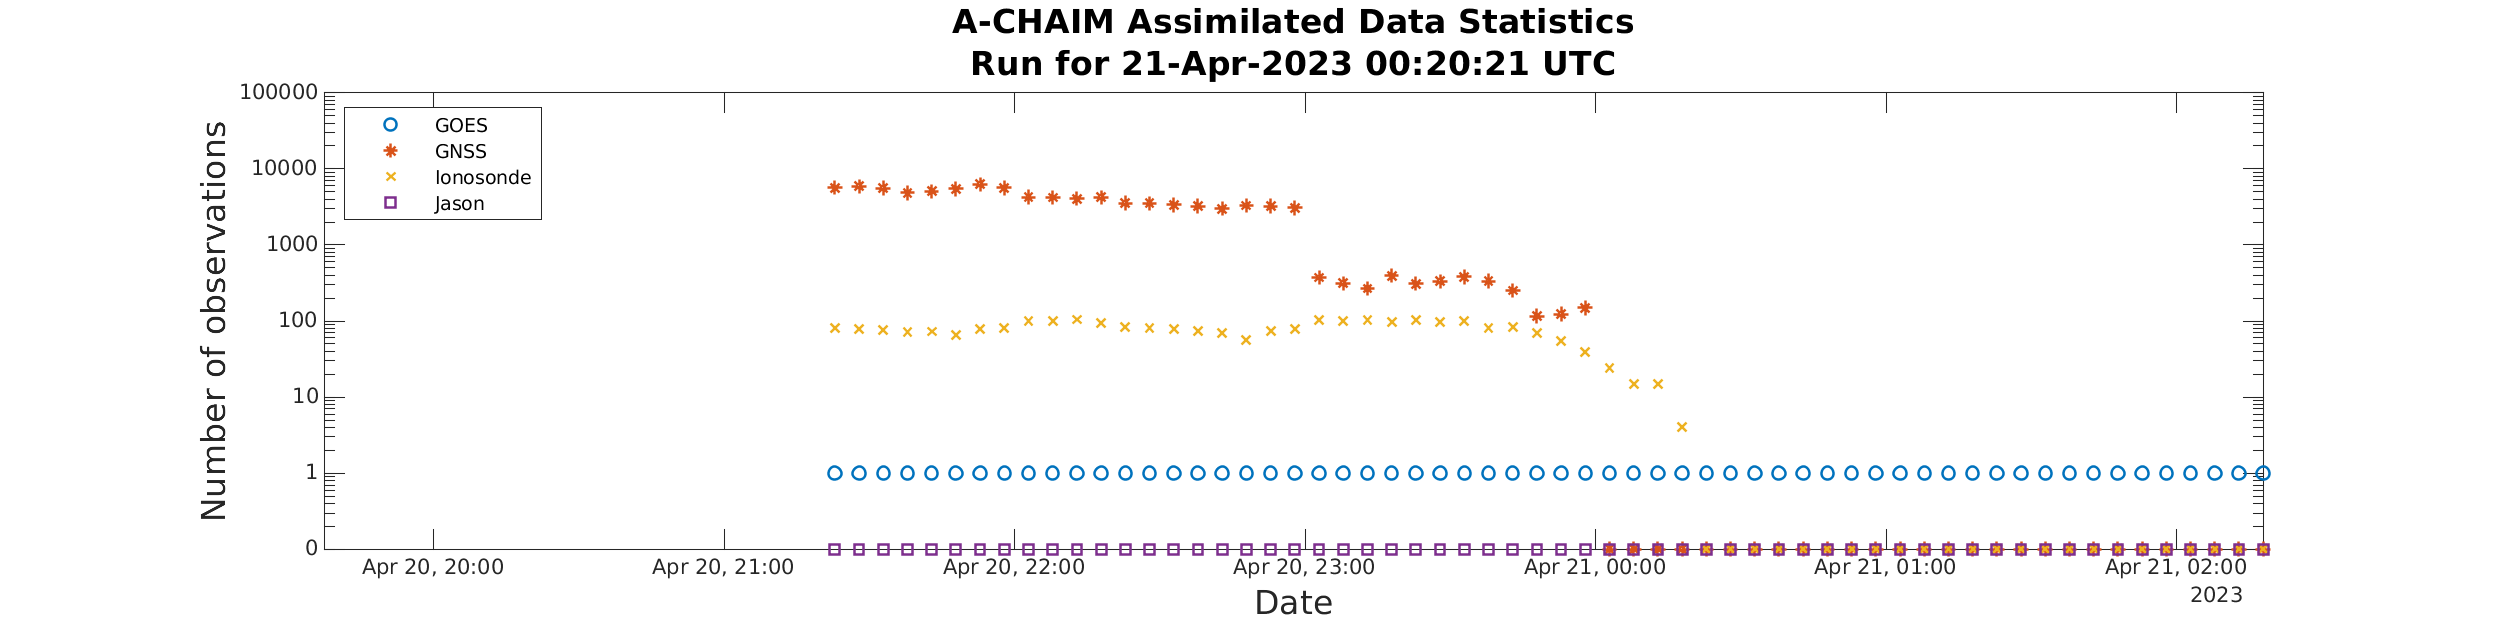 A-CHAIM Assimilated Data Statistics
Run for 21-Apr-2023 00:20:21 UTC
Number of observations
100000
10000
1000
100
10
1
0
GOES
GNSS
Ionosonde
Jason
Apr 20, 20:00
Apr 20, 21:00
Apr 20, 22:00
Apr 20, 23:00
Apr 21, 00:00
Apr 21, 01:00
Apr 21, 02:00
2023
Date